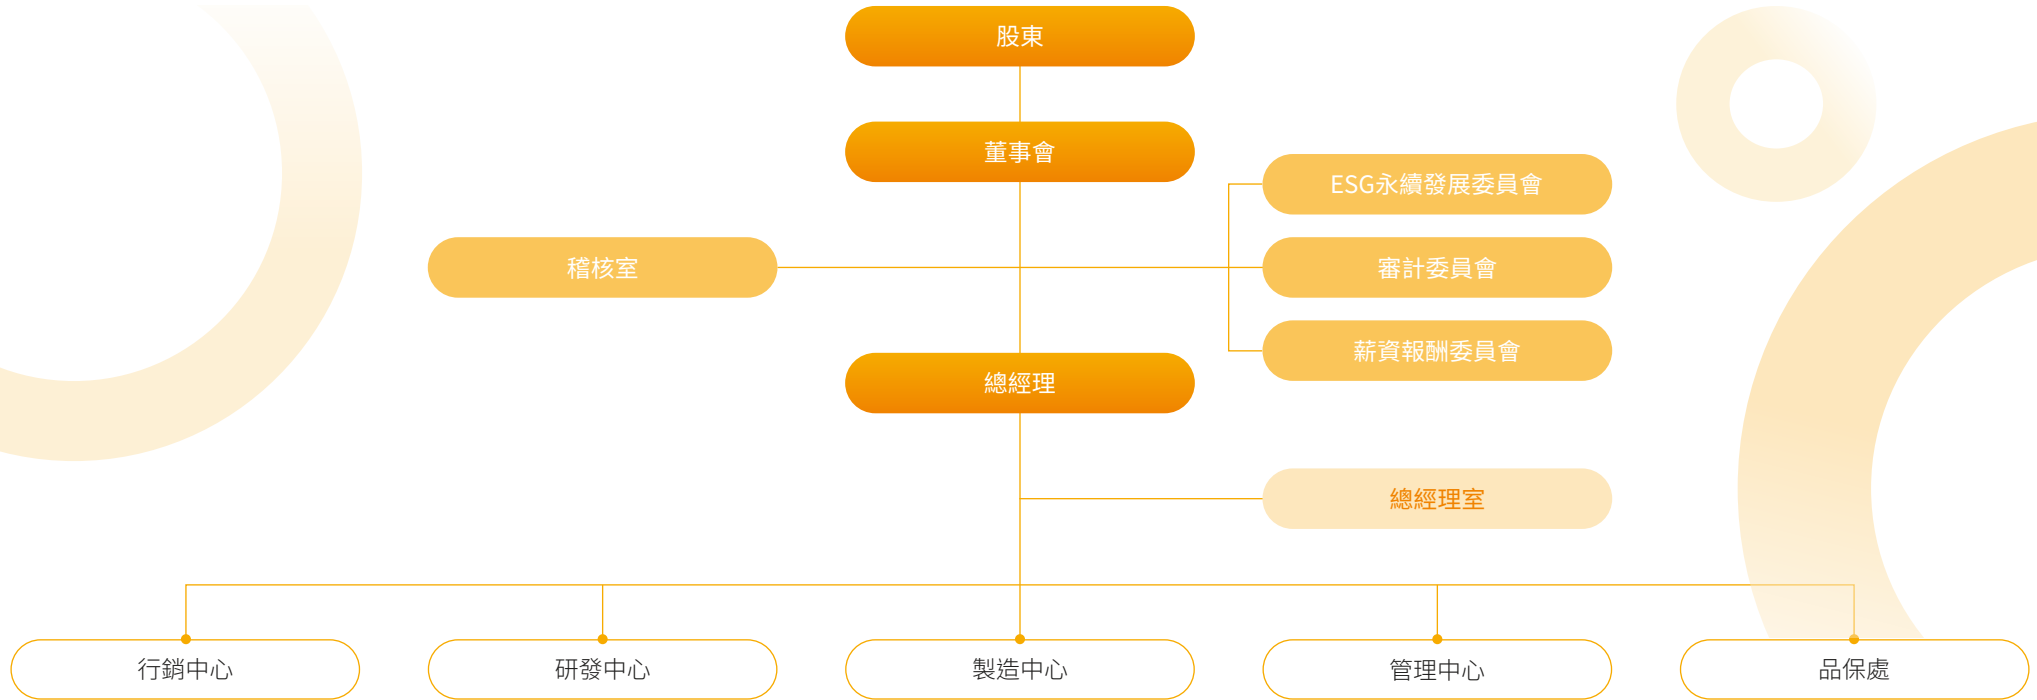 股東
董事會
ESG永續發展委員會
稽核室
審計委員會
薪資報酬委員會
總經理
總經理室
行銷中心
研發中心
製造中心
管理中心
品保處